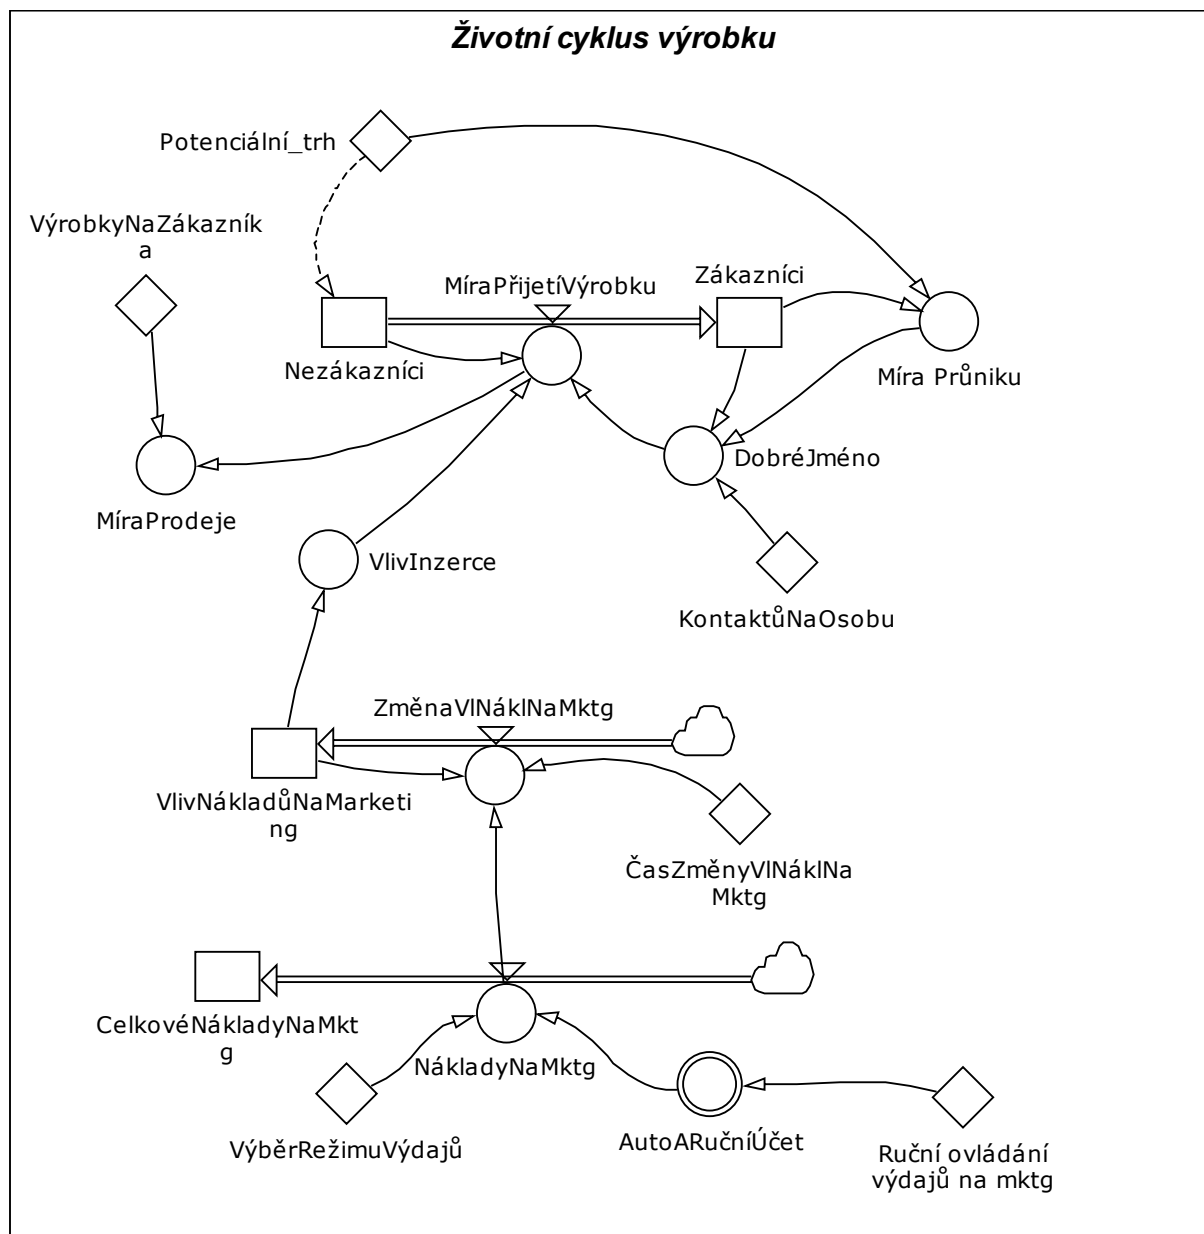 Životní cyklus výrobku
Potenciální_trh
VýrobkyNaZákazník
a
MíraPřijetíVýrobku
Zákazníci
Nezákazníci
Míra Průniku
DobréJméno
MíraProdeje
VlivInzerce
KontaktůNaOsobu
ZměnaVlNáklNaMktg
VlivNákladůNaMarketi
ng
ČasZměnyVlNáklNa
Mktg
CelkovéNákladyNaMkt
g
NákladyNaMktg
VýběrRežimuVýdajů
AutoARučníÚčet
Ruční ovládání
výdajů na mktg